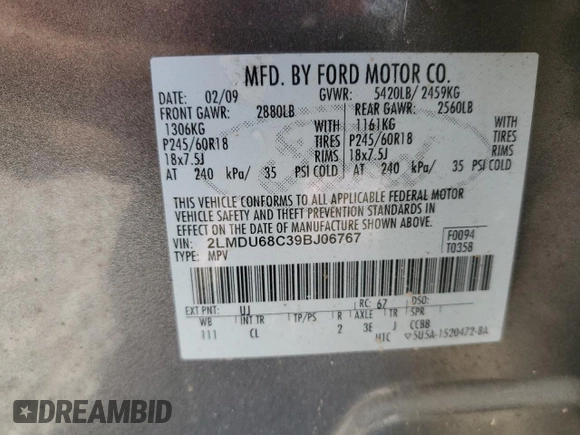 MFD. BY FORD MOTOR CO.
DATE: 02/09 GVWR: 5420LB/ 2459KG
FRONT GAWR: 2880LB REAR GAWR: 2560LB
1306KG WITH 1161KG WITH
P245/60R18 TIRES P245/60R18 TIRES
18x7.5J RIMS 18x7.5J RIMS
AT 240 kPa/ 35 PSI COLD AT 240 kPa/ 35 PSI COLD
THIS VEHICLE CONFORMS TO ALL APPLICABLE FEDERAL MOTOR
VEHICLE SAFETY AND THEFT PREVENTION STANDARDS IN
EFFECT ON THE DATE OF MANUFACTURE SHOWN ABOVE.
VIN: 2LMDU68C39BJ06767 F0094
TYPE: MPV T0358
EXT PNT: UJ RC: 67 DSO:
WB INT TR TP/PS R AXLE TR SPR
111 CL 2 3E J CCBB
UTC ▽5U5A-1520472-BA
DREAMBID